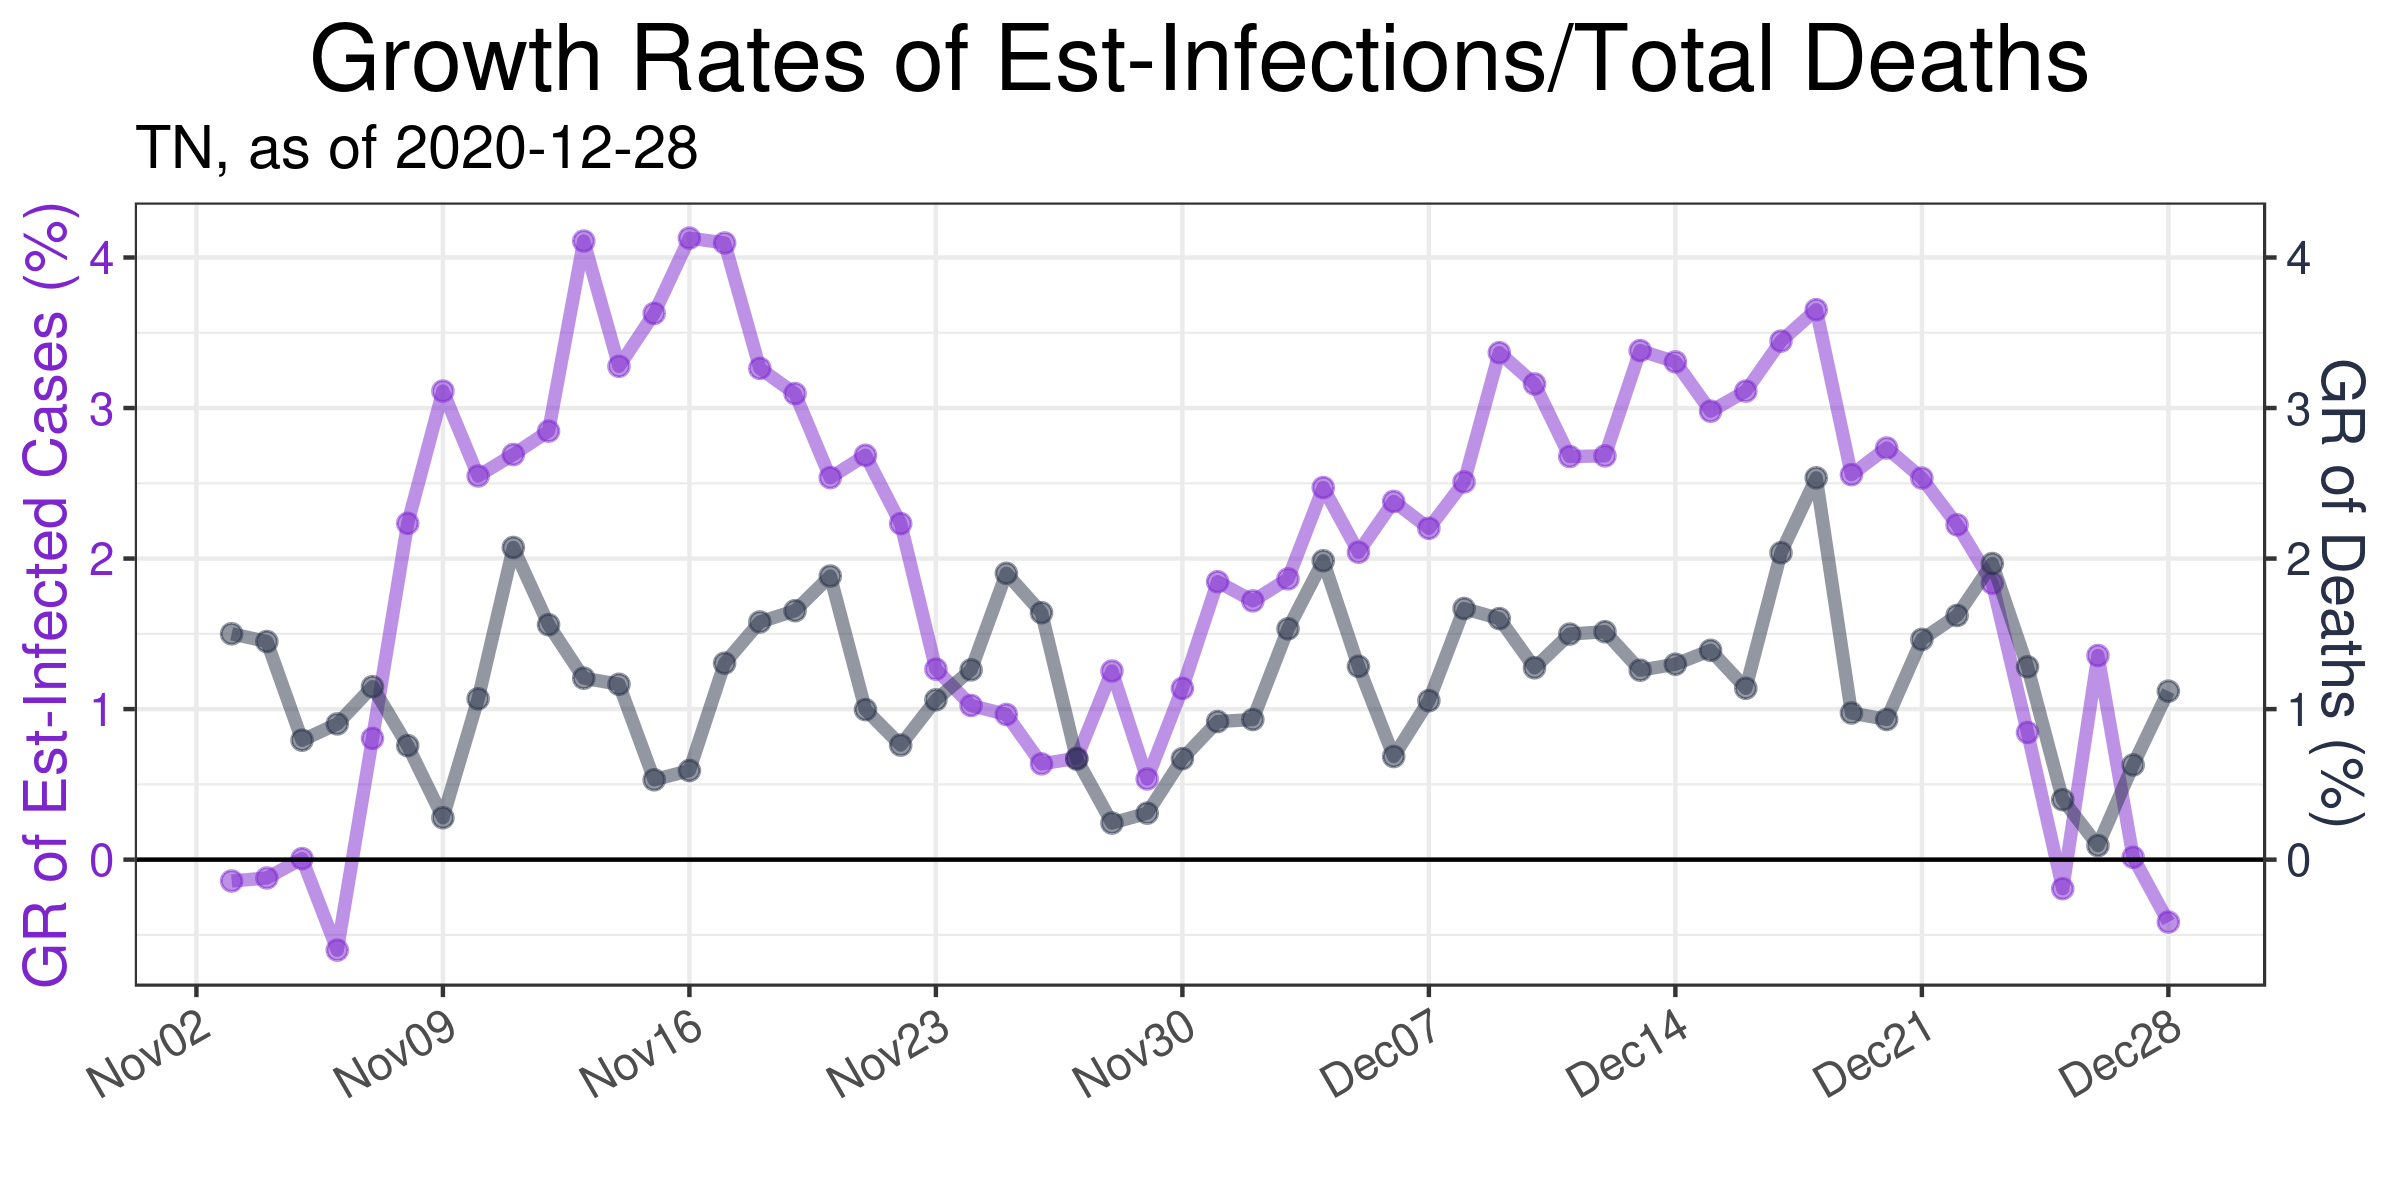 Growth Rates of Est-Infections/Total Deaths
TN, as of 2020-12-28
GR of Est-Infected Cases (%)
4
3
2
1
0
4
3
2
1
0
GR of Deaths (%)
Nov02
Nov09
Nov16
Nov23
Nov30
Dec07
Dec14
Dec21
Dec28